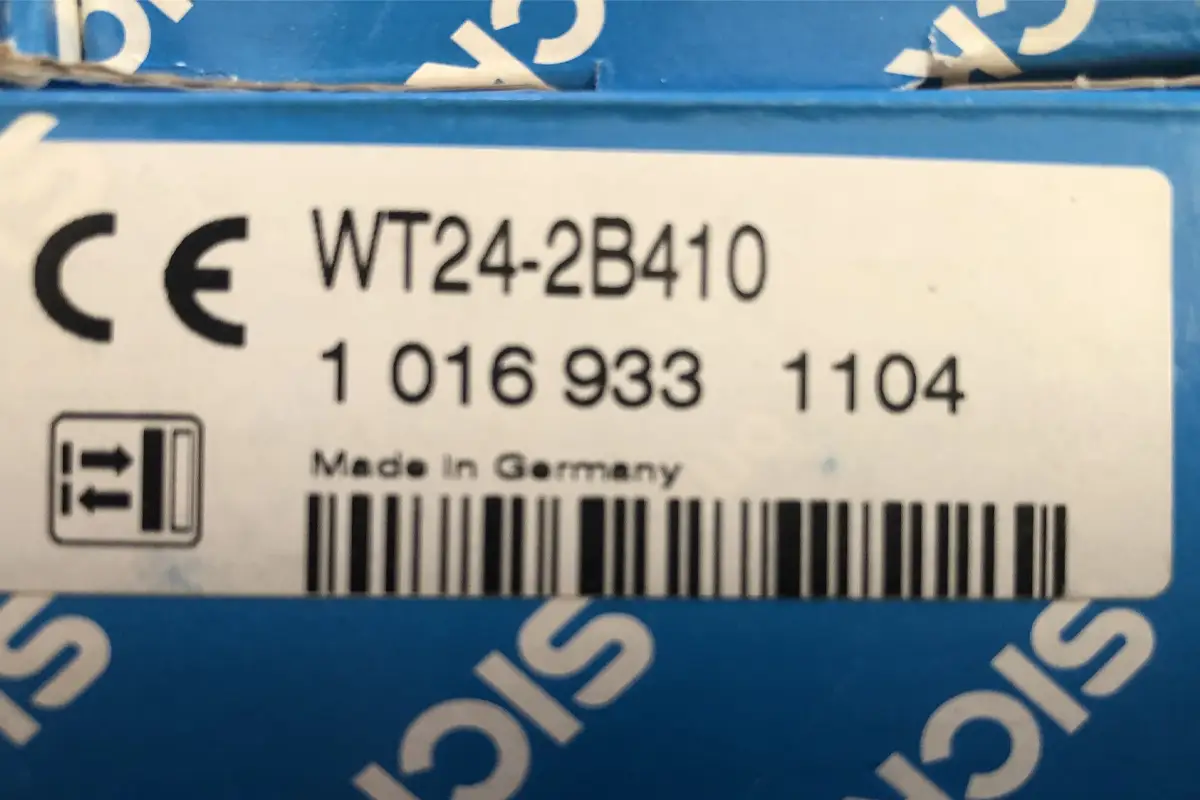 CE WT24-2B410
1 016 933 1104
Made in Germany
SICK
SICK